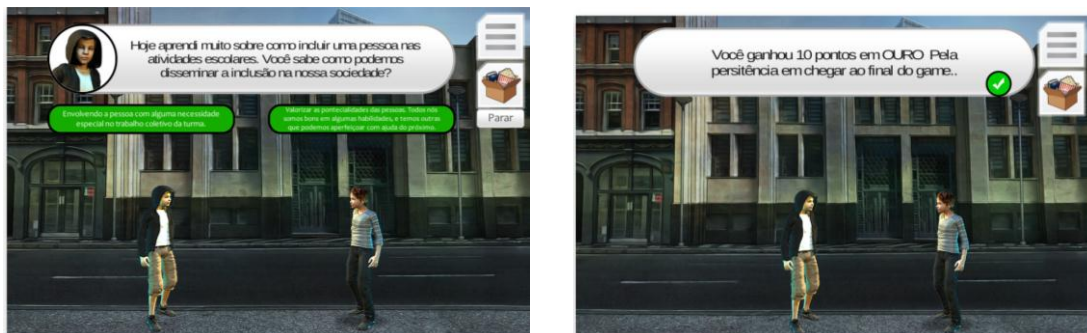 Hoje aprendi muito sobre como incluir uma pessoa nas
atividades escolares. Você sabe como podemos
disseminar a inclusão na nossa sociedade?
Envolvendo a pessoa com alguma necessidade
especial no trabalho coletivo da turma.
Valorizar as pontecialidades das pessoas. Todos nós
somos bons em algumas habilidades, e temos outras
que podemos aperfeiçoar com ajuda do próximo.
Parar
Você ganhou 10 pontos em OURO Pela
persitência em chegar ao final do game..